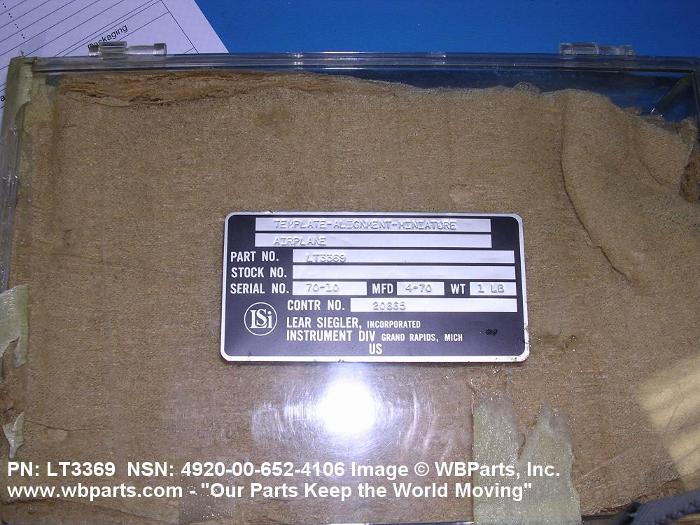 packaging
TEMPLATE-ALIGNMENT-MINIATURE
AIRPLANE
PART NO. LT3369
STOCK NO.
SERIAL NO. 70-10 MFD 4-70 WT 1 LB
CONTR NO. 20885
LSi
LEAR SIEGLER, INCORPORATED
INSTRUMENT DIV GRAND RAPIDS, MICH
US
PN: LT3369 NSN: 4920-00-652-4106 Image © WBParts, Inc.
www.wbparts.com - "Our Parts Keep the World Moving"